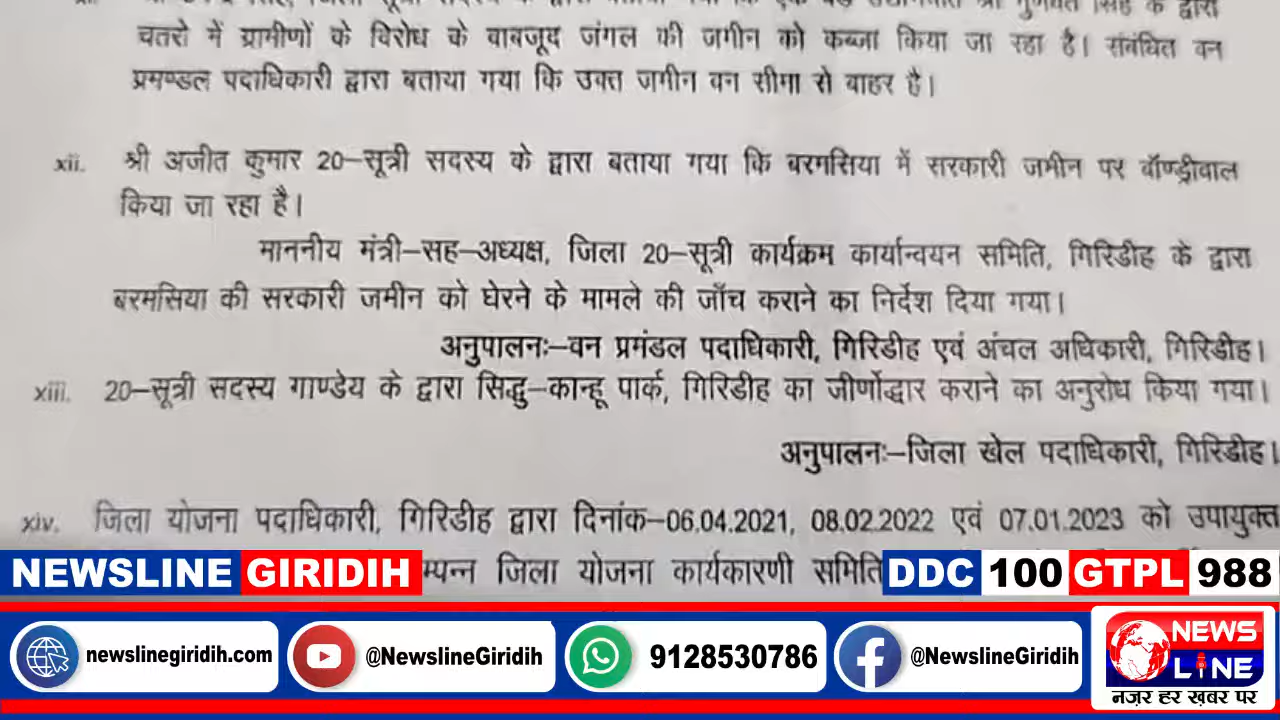 के द्वारा
चतरो में ग्रामीणों के विरोध के वाबजूद जंगल की जमीन को कब्जा किया जा रहा है। संबंधित वन
प्रमण्डल पदाधिकारी द्वारा बताया गया कि उक्त जमीन वन सीमा से बाहर है।
xii. श्री अजीत कुमार 20-सूत्री सदस्य के द्वारा बताया गया कि बरमसिया में सरकारी जमीन पर बॉण्ड्रीवाल
किया जा रहा है।
माननीय मंत्री-सह-अध्यक्ष, जिला 20-सूत्री कार्यक्रम कार्यान्वयन समिति, गिरिडीह के द्वारा
बरमसिया की सरकारी जमीन को घेरने के मामले की जाँच कराने का निर्देश दिया गया।
अनुपालनः-वन प्रमंडल पदाधिकारी, गिरिडीह एवं अंचल अधिकारी, गिरिडीह।
xiii. 20-सूत्री सदस्य गाण्डेय के द्वारा सिद्धु-कान्हू पार्क, गिरिडीह का जीर्णोद्धार कराने का अनुरोध किया गया।
अनुपालनः-जिला खेल पदाधिकारी, गिरिडीह।
xiv. जिला योजना पदाधिकारी, गिरिडीह द्वारा दिनांक-06.04.2021, 08.02.2022 एवं 07.01.2023 को उपायुक्त
म्पन्न जिला योजना कार्यकारणी समिति
NEWSLINE GIRIDIH DDC 100 GTPL 988
newslinegiridih.com @NewslineGiridih 9128530786 @NewslineGiridih
NEWS LINE
नज़र हर ख़बर पर